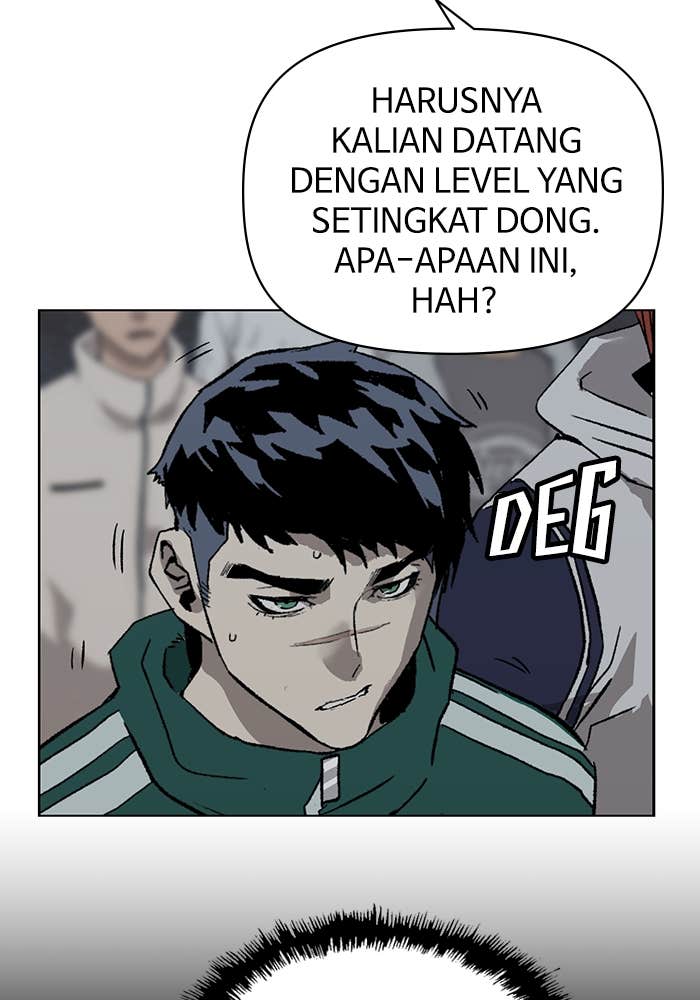 HARUSNYA
KALIAN DATANG
DENGAN LEVEL YANG
SETINGKAT DONG.
APA-APAAN INI,
HAH?
DEG